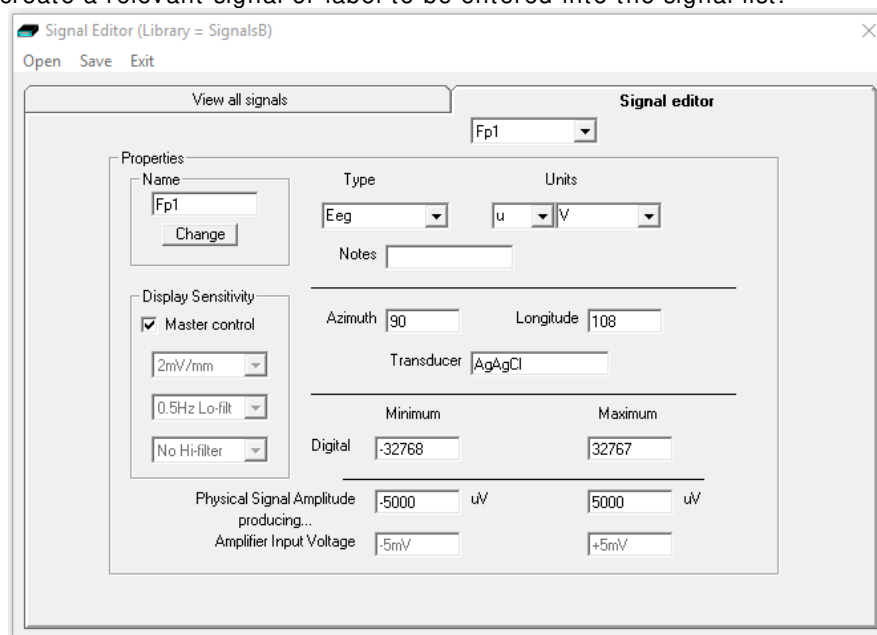 create a relevant signal or label to be entered into the signal list.
Signal Editor (Library = SignalsB)
Open Save Exit
View all signals Signal editor
Fp1
Properties
Name Type Units
Fp1 Eeg u V
Change
Notes
Display Sensitivity
Master control Azimuth 90 Longitude 108
2mV/mm Transducer AgAgCl
0.5Hz Lo-filt Minimum Maximum
No Hi-filter Digital -32768 32767
Physical Signal Amplitude -5000 uV 5000 uV
producing...
Amplifier Input Voltage -5mV +5mV